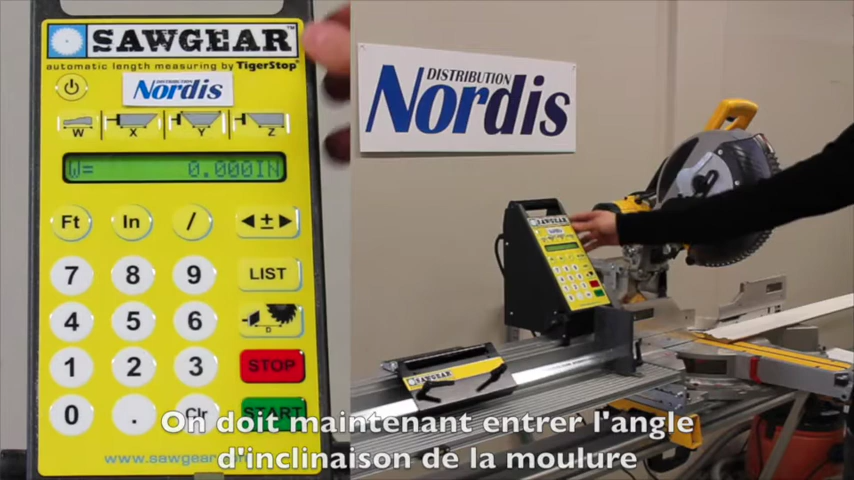 SAWGEAR
automatic length measuring by TigerStop
DISTRIBUTION
Nordis
W X Y Z
W= 0.000IN
Ft In / ◀ ± ▶
7 8 9 LIST
4 5 6 D
1 2 3 STOP
0 . Clr START
www.sawgear
DISTRIBUTION
Nordis
SAWGEAR
On doit maintenant entrer l'angle
d'inclinaison de la moulure